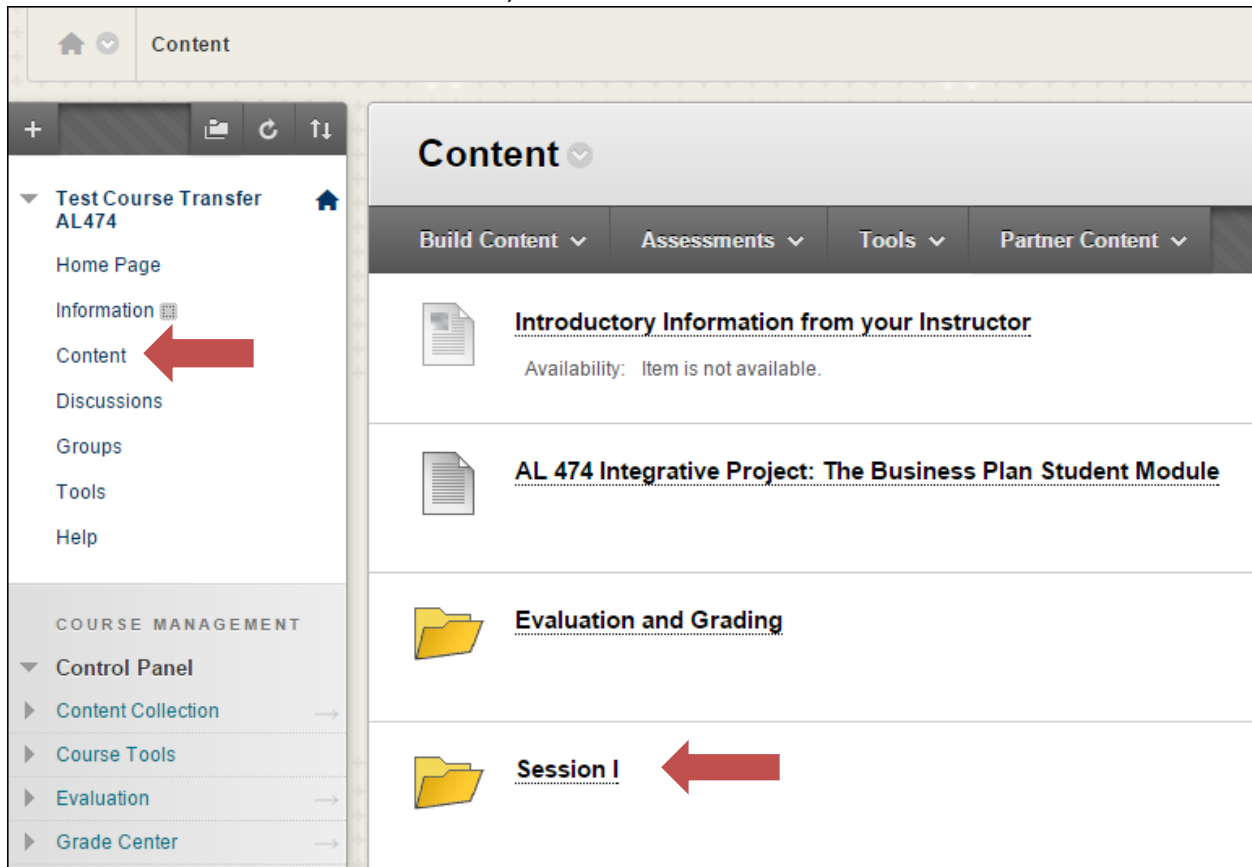 Content
Test Course Transfer
AL474
Home Page
Information
Content
Discussions
Groups
Tools
Help
COURSE MANAGEMENT
Control Panel
Content Collection
Course Tools
Evaluation
Grade Center
Content
Build Content
Assessments
Tools
Partner Content
Introductory Information from your Instructor
Availability: Item is not available.
AL 474 Integrative Project: The Business Plan Student Module
Evaluation and Grading
Session I